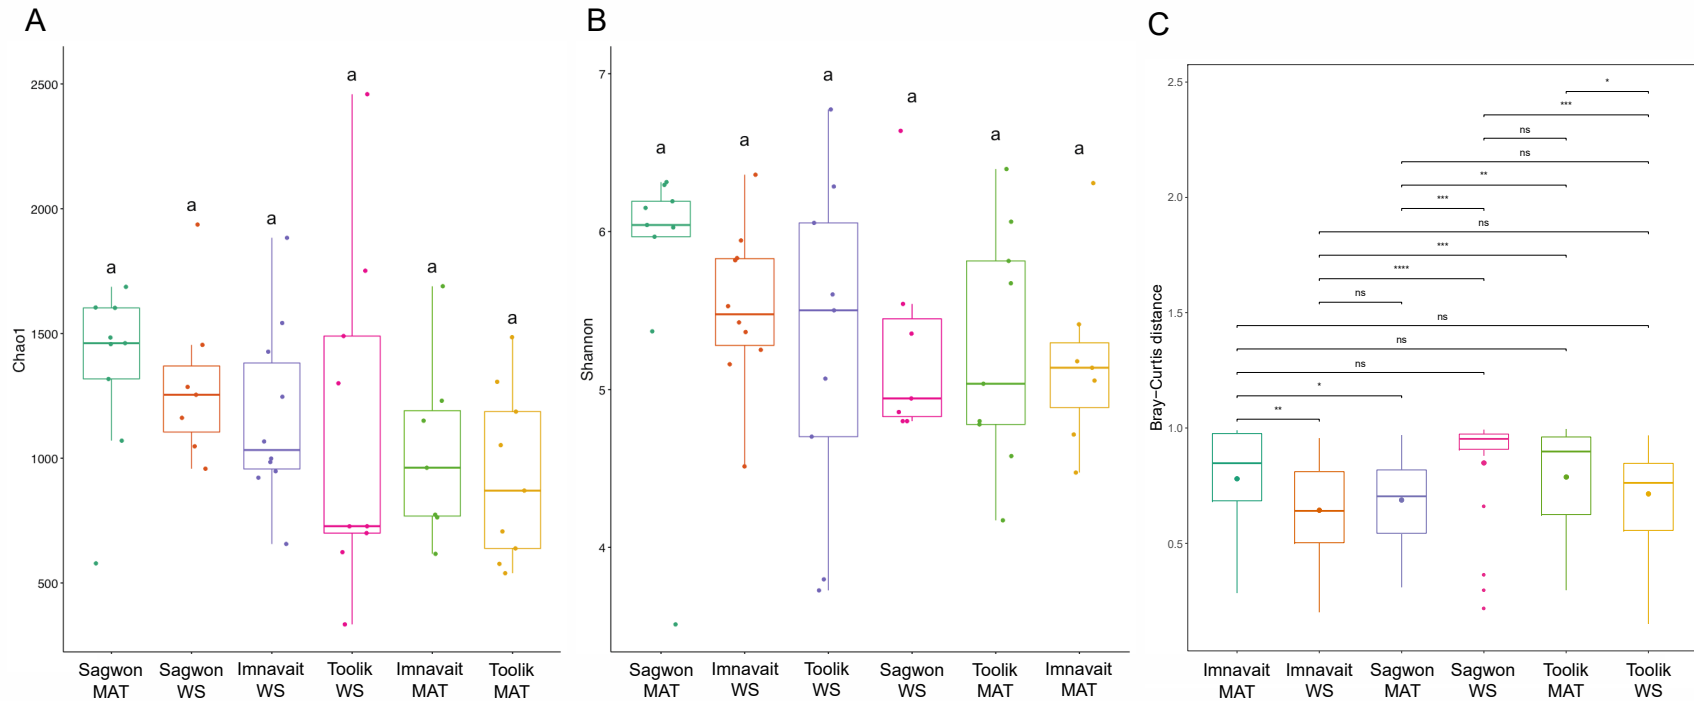 A
Chao1
2500
2000
1500
1000
500
a
a
a
a
a
a
Sagwon
MAT
Sagwon
WS
Imnavait
WS
Toolik
WS
Imnavait
MAT
Toolik
MAT
B
Shannon
7
6
5
4
a
a
a
a
a
a
Sagwon
MAT
Imnavait
WS
Toolik
WS
Sagwon
WS
Toolik
MAT
Imnavait
MAT
C
Bray−Curtis distance
2.5
2.0
1.5
1.0
0.5
*
***
ns
ns
**
***
ns
***
****
ns
ns
ns
ns
*
**
Imnavait
MAT
Imnavait
WS
Sagwon
MAT
Sagwon
WS
Toolik
MAT
Toolik
WS